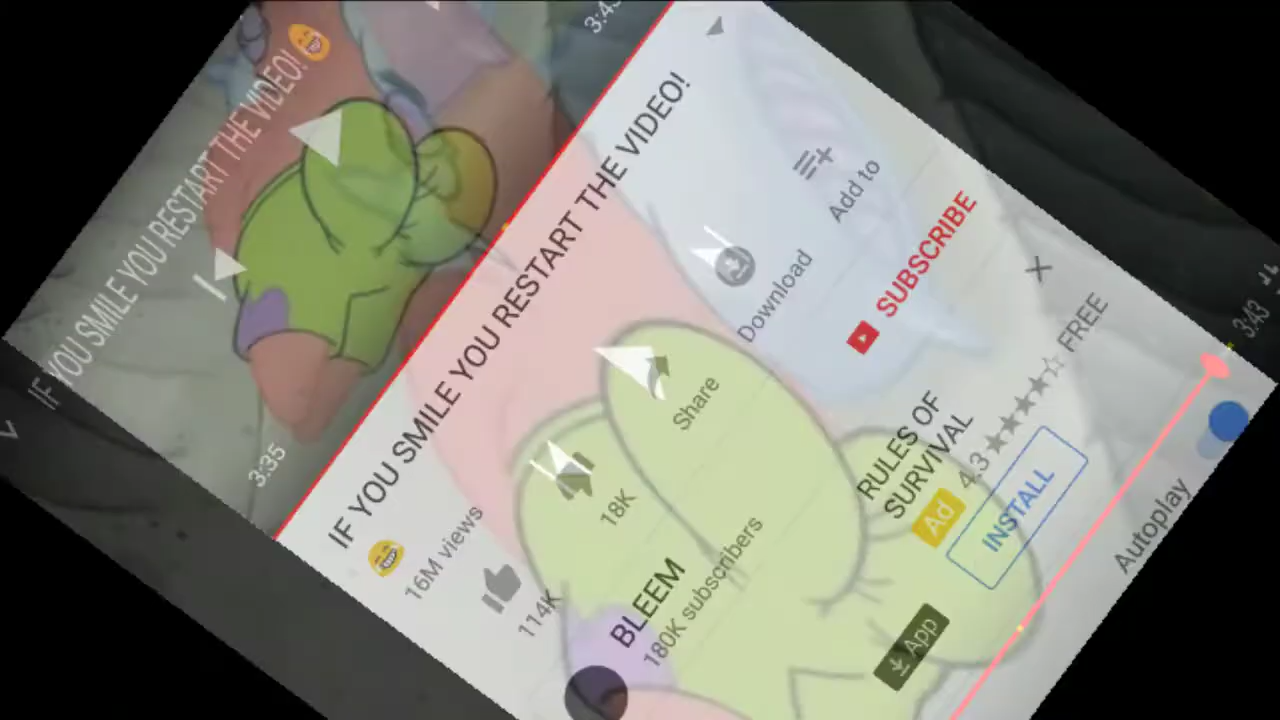 IF YOU SMILE YOU RESTART THE VIDEO! 😁
3:43
3:35
IF YOU SMILE YOU RESTART THE VIDEO!
😁
16M views
114K
18K
Share
Download
Add to
BLEEM
180K subscribers
SUBSCRIBE
RULES OF
SURVIVAL
Ad 4.3 ★★★★☆ FREE
INSTALL
App
Autoplay
3:43